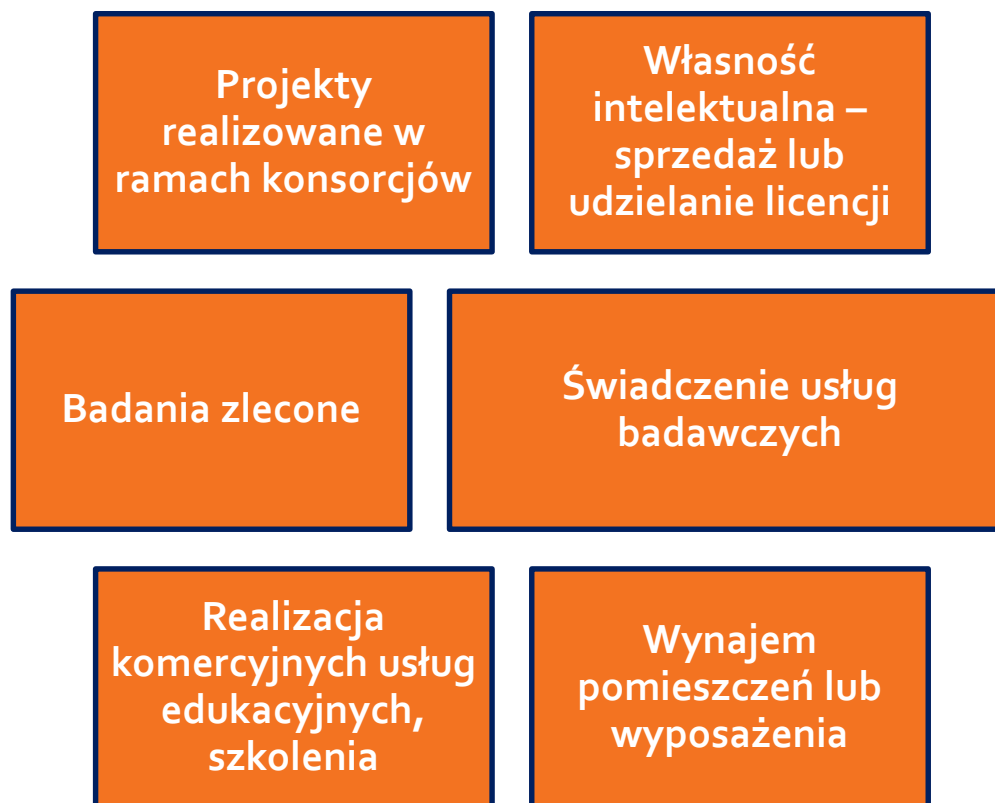 Projekty
realizowane w
ramach konsorcjów
Własność
intelektualna –
sprzedaż lub
udzielanie licencji
Badania zlecone
Świadczenie usług
badawczych
Realizacja
komercyjnych usług
edukacyjnych,
szkolenia
Wynajem
pomieszczeń lub
wyposażenia